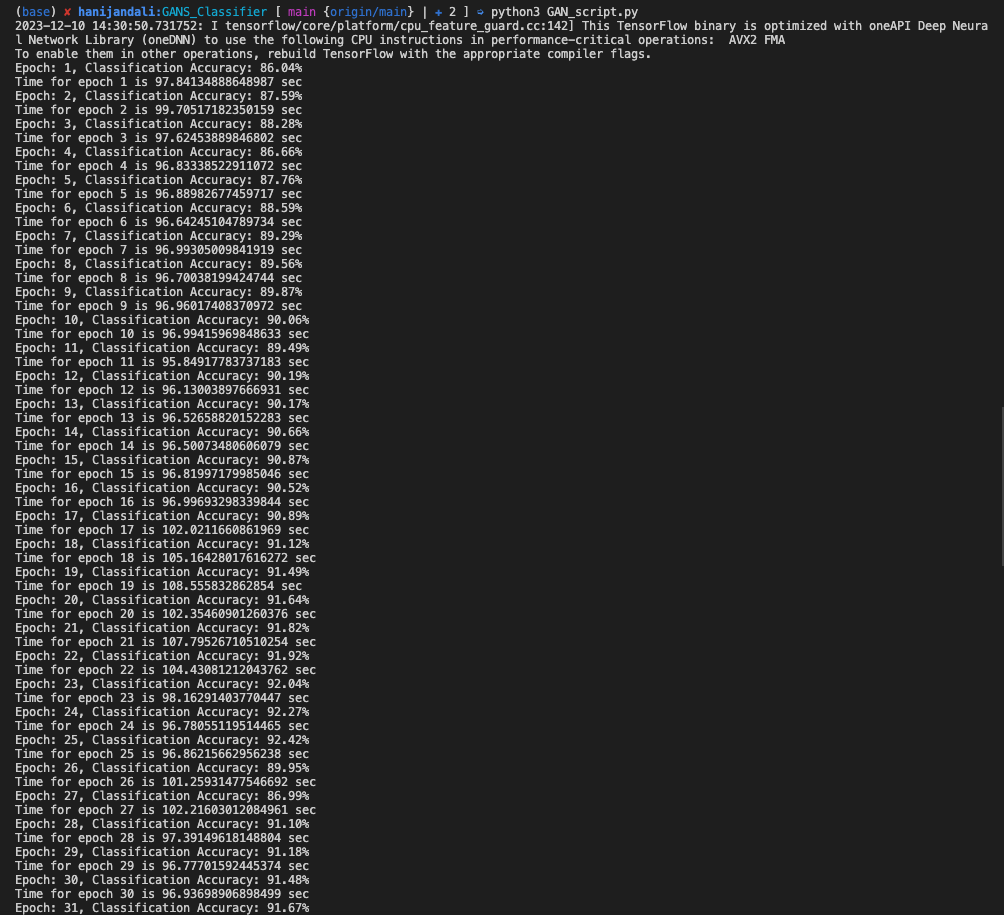 (base) ✘ hanijandali:GANS_Classifier [ main {origin/main} | ✚ 2 ] ➪ python3 GAN_script.py
2023-12-10 14:30:50.731752: I tensorflow/core/platform/cpu_feature_guard.cc:142] This TensorFlow binary is optimized with oneAPI Deep Neura
l Network Library (oneDNN) to use the following CPU instructions in performance-critical operations:  AVX2 FMA
To enable them in other operations, rebuild TensorFlow with the appropriate compiler flags.
Epoch: 1, Classification Accuracy: 86.04%
Time for epoch 1 is 97.84134888648987 sec
Epoch: 2, Classification Accuracy: 87.59%
Time for epoch 2 is 99.70517182350159 sec
Epoch: 3, Classification Accuracy: 88.28%
Time for epoch 3 is 97.62453889846802 sec
Epoch: 4, Classification Accuracy: 86.66%
Time for epoch 4 is 96.83338522911072 sec
Epoch: 5, Classification Accuracy: 87.76%
Time for epoch 5 is 96.88982677459717 sec
Epoch: 6, Classification Accuracy: 88.59%
Time for epoch 6 is 96.64245104789734 sec
Epoch: 7, Classification Accuracy: 89.29%
Time for epoch 7 is 96.99305009841919 sec
Epoch: 8, Classification Accuracy: 89.56%
Time for epoch 8 is 96.70038199424744 sec
Epoch: 9, Classification Accuracy: 89.87%
Time for epoch 9 is 96.96017408370972 sec
Epoch: 10, Classification Accuracy: 90.06%
Time for epoch 10 is 96.99415969848633 sec
Epoch: 11, Classification Accuracy: 89.49%
Time for epoch 11 is 95.84917783737183 sec
Epoch: 12, Classification Accuracy: 90.19%
Time for epoch 12 is 96.13003897666931 sec
Epoch: 13, Classification Accuracy: 90.17%
Time for epoch 13 is 96.52658820152283 sec
Epoch: 14, Classification Accuracy: 90.66%
Time for epoch 14 is 96.50073480606079 sec
Epoch: 15, Classification Accuracy: 90.87%
Time for epoch 15 is 96.81997179985046 sec
Epoch: 16, Classification Accuracy: 90.52%
Time for epoch 16 is 96.99693298339844 sec
Epoch: 17, Classification Accuracy: 90.89%
Time for epoch 17 is 102.0211660861969 sec
Epoch: 18, Classification Accuracy: 91.12%
Time for epoch 18 is 105.16428017616272 sec
Epoch: 19, Classification Accuracy: 91.49%
Time for epoch 19 is 108.555832862854 sec
Epoch: 20, Classification Accuracy: 91.64%
Time for epoch 20 is 102.35460901260376 sec
Epoch: 21, Classification Accuracy: 91.82%
Time for epoch 21 is 107.79526710510254 sec
Epoch: 22, Classification Accuracy: 91.92%
Time for epoch 22 is 104.43081212043762 sec
Epoch: 23, Classification Accuracy: 92.04%
Time for epoch 23 is 98.16291403770447 sec
Epoch: 24, Classification Accuracy: 92.27%
Time for epoch 24 is 96.78055119514465 sec
Epoch: 25, Classification Accuracy: 92.42%
Time for epoch 25 is 96.86215662956238 sec
Epoch: 26, Classification Accuracy: 89.95%
Time for epoch 26 is 101.25931477546692 sec
Epoch: 27, Classification Accuracy: 86.99%
Time for epoch 27 is 102.21603012084961 sec
Epoch: 28, Classification Accuracy: 91.10%
Time for epoch 28 is 97.39149618148804 sec
Epoch: 29, Classification Accuracy: 91.18%
Time for epoch 29 is 96.77701592445374 sec
Epoch: 30, Classification Accuracy: 91.48%
Time for epoch 30 is 96.93698906898499 sec
Epoch: 31, Classification Accuracy: 91.67%